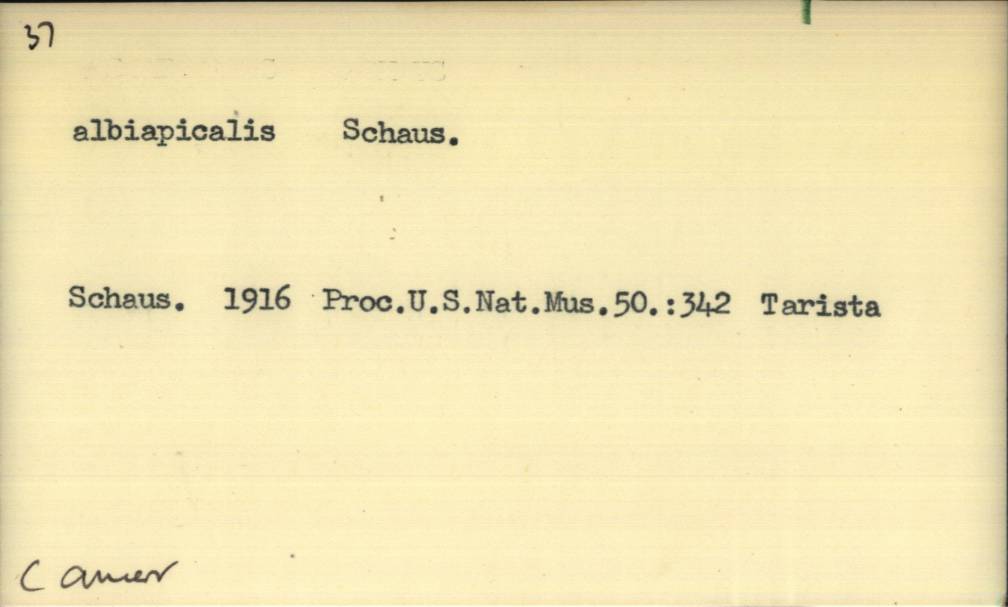 37
albiapicalis Schaus.
Schaus. 1916 Proc.U.S.Nat.Mus.50.:342 Tarista
C amer